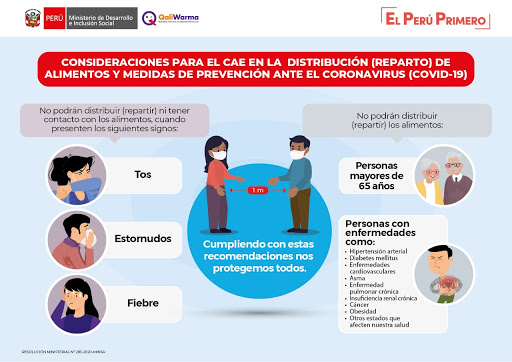 PERÚ
Ministerio de Desarrollo
e Inclusión Social
QaliWarma
EL PERÚ PRIMERO
CONSIDERACIONES PARA EL CAE EN LA DISTRIBUCIÓN (REPARTO) DE
ALIMENTOS Y MEDIDAS DE PREVENCIÓN ANTE EL CORONAVIRUS (COVID-19)
No podrán distribuir (repartir) ni tener
contacto con los alimentos, cuando
presenten los siguientes signos:
Tos
Estornudos
Fiebre
1 m
Cumpliendo con estas
recomendaciones nos
protegemos todos.
No podrán distribuir
(repartir) los alimentos:
Personas
mayores de
65 años
Personas con
enfermedades
como:
• Hipertensión arterial
• Diabetes mellitus
• Enfermedades
cardiovasculares
• Asma
• Enfermedad
pulmonar crónica
• Insuficiencia renal crónica
• Cáncer
• Obesidad
• Otros estados que
afecten nuestra salud
RESOLUCIÓN MINISTERIAL N°